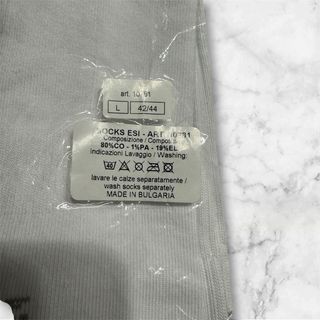 art. 10781
L 42/44
SOCKS ESI - ART. 10781
Composizione / Compos
80%CO - 1%PA - 19%EL
Indicazioni Lavaggio / Washing:
lavare le calze separatamente /
wash socks separately
MADE IN BULGARIA